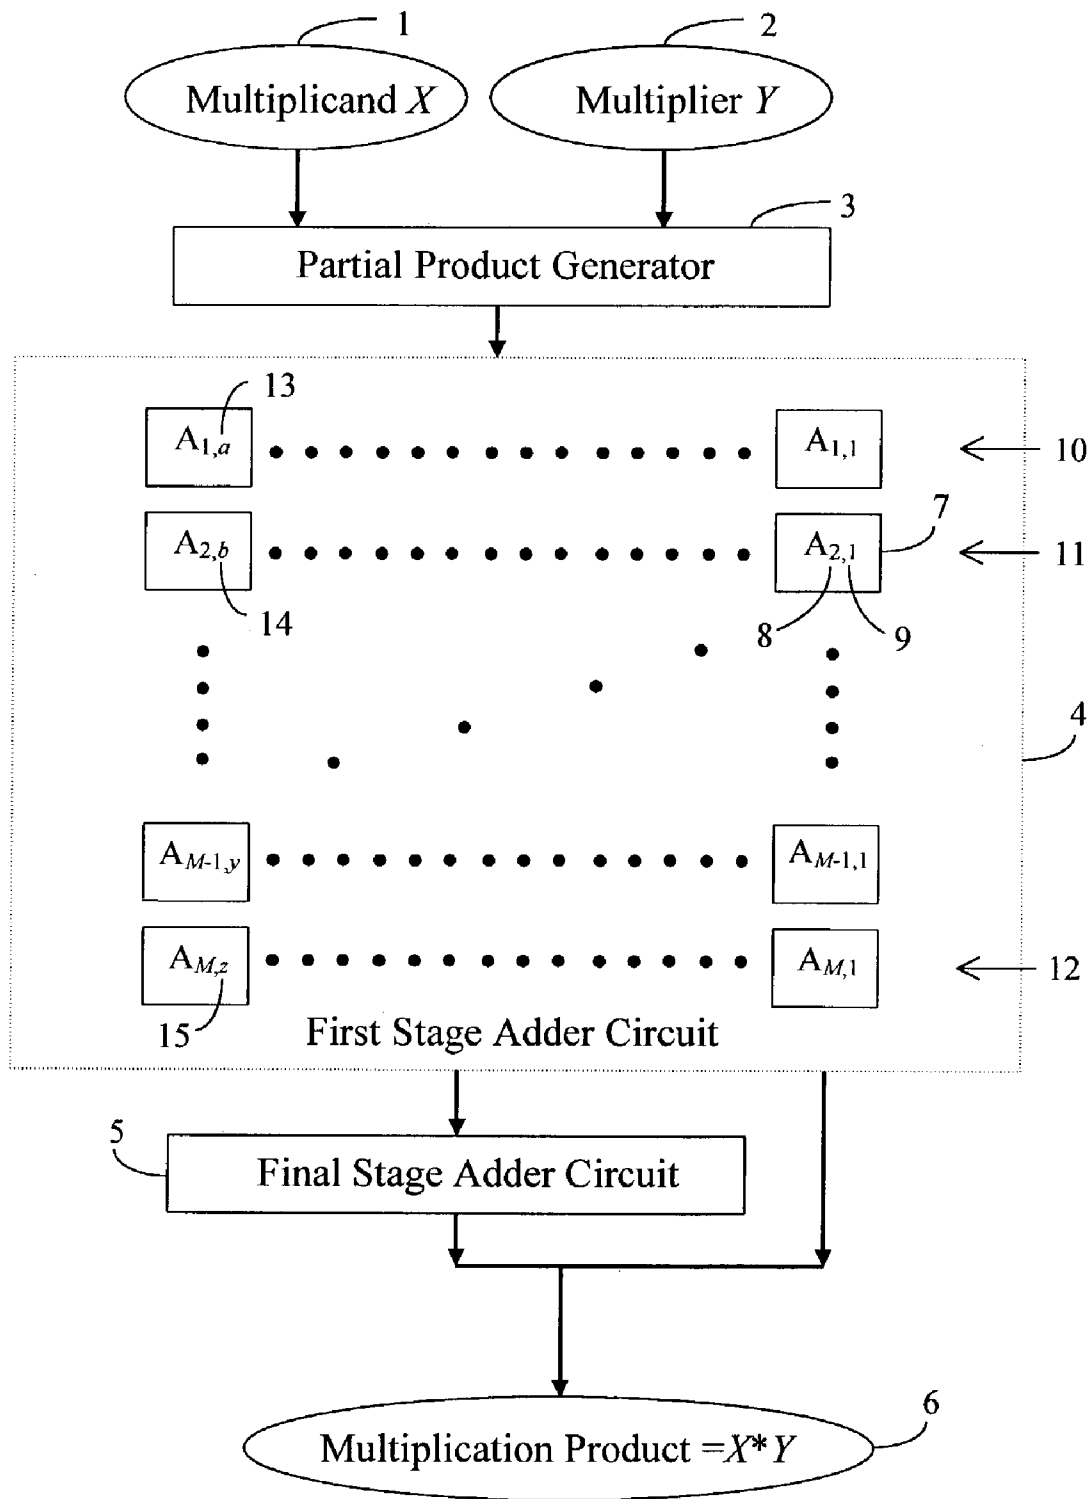 1
2
Multiplicand X
Multiplier Y
3
Partial Product Generator
13
A1,a
A1,1
10
A2,b
A2,1
7
11
14
8
9
4
AM-1,y
AM-1,1
AM,z
AM,1
12
15
First Stage Adder Circuit
5
Final Stage Adder Circuit
6
Multiplication Product =X*Y